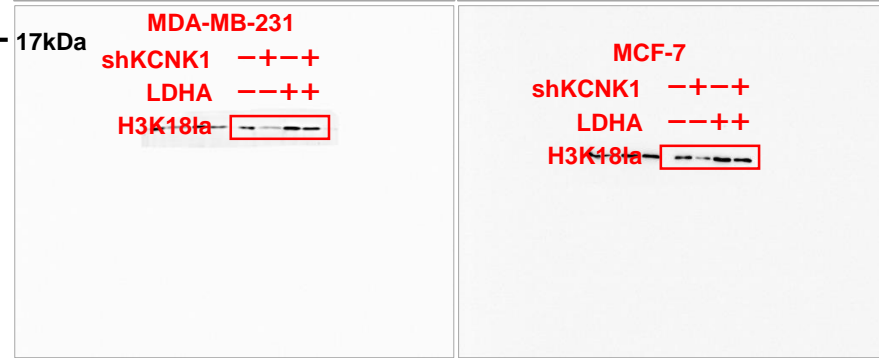 17kDa
MDA-MB-231
shKCNK1 −+−+
LDHA −−++
H3K18la
MCF-7
shKCNK1 −+−+
LDHA −−++
H3K18la